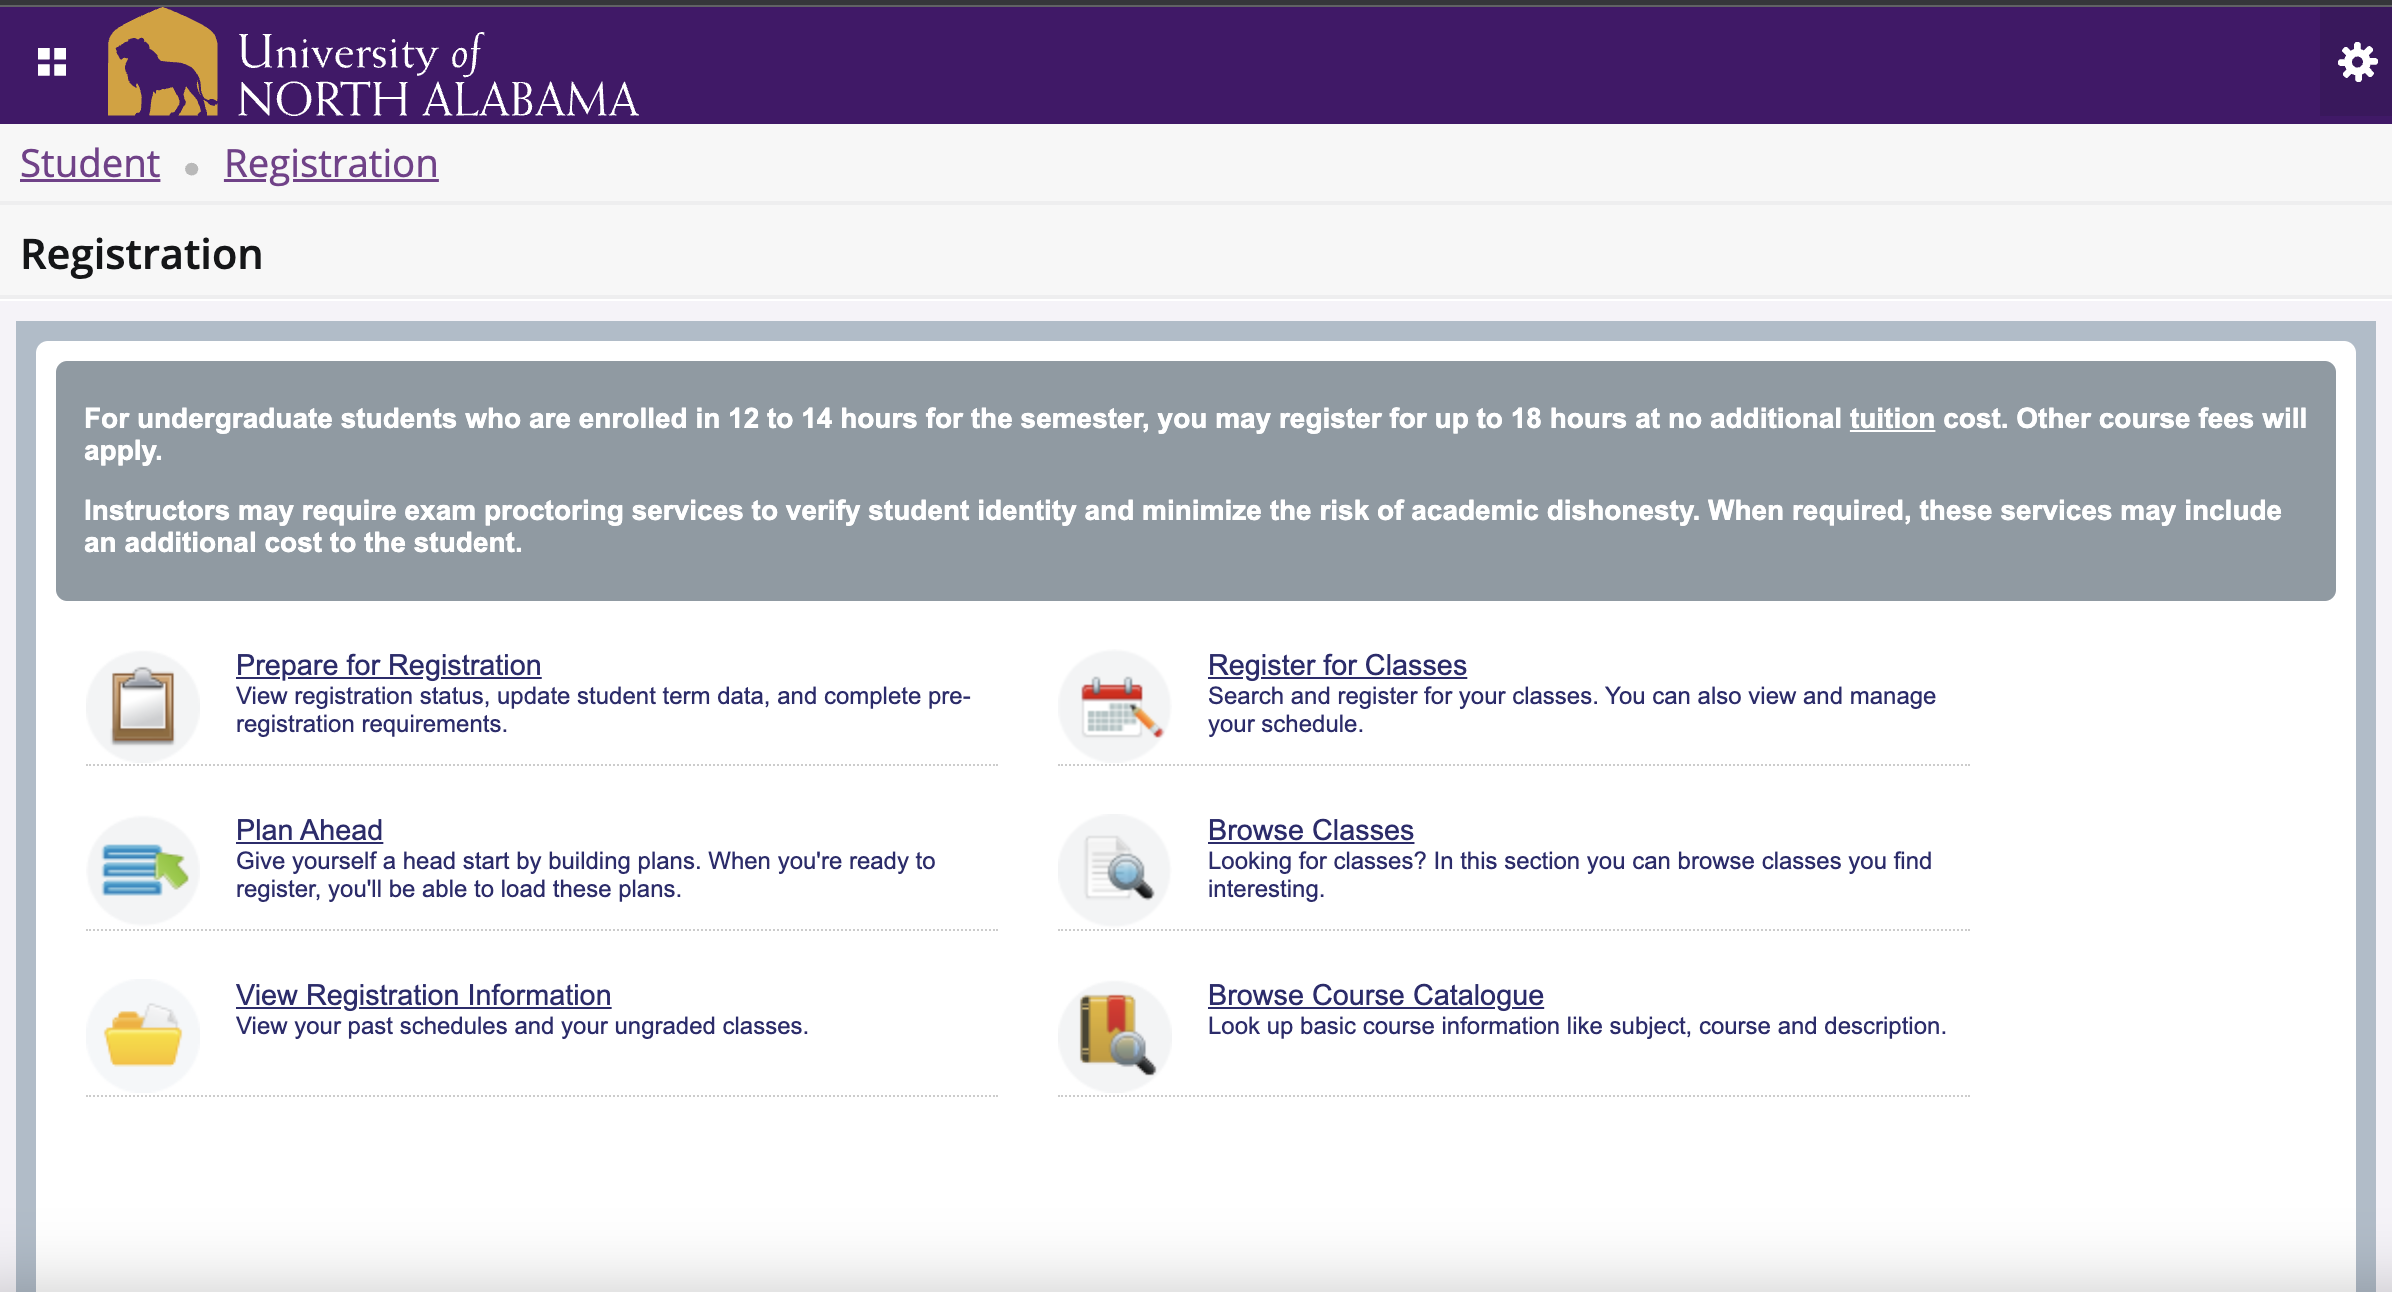 University of
NORTH ALABAMA
Student • Registration
Registration
For undergraduate students who are enrolled in 12 to 14 hours for the semester, you may register for up to 18 hours at no additional tuition cost. Other course fees will
apply.
Instructors may require exam proctoring services to verify student identity and minimize the risk of academic dishonesty. When required, these services may include
an additional cost to the student.
Prepare for Registration
View registration status, update student term data, and complete pre-
registration requirements.
Register for Classes
Search and register for your classes. You can also view and manage
your schedule.
Plan Ahead
Give yourself a head start by building plans. When you're ready to
register, you'll be able to load these plans.
Browse Classes
Looking for classes? In this section you can browse classes you find
interesting.
View Registration Information
View your past schedules and your ungraded classes.
Browse Course Catalogue
Look up basic course information like subject, course and description.